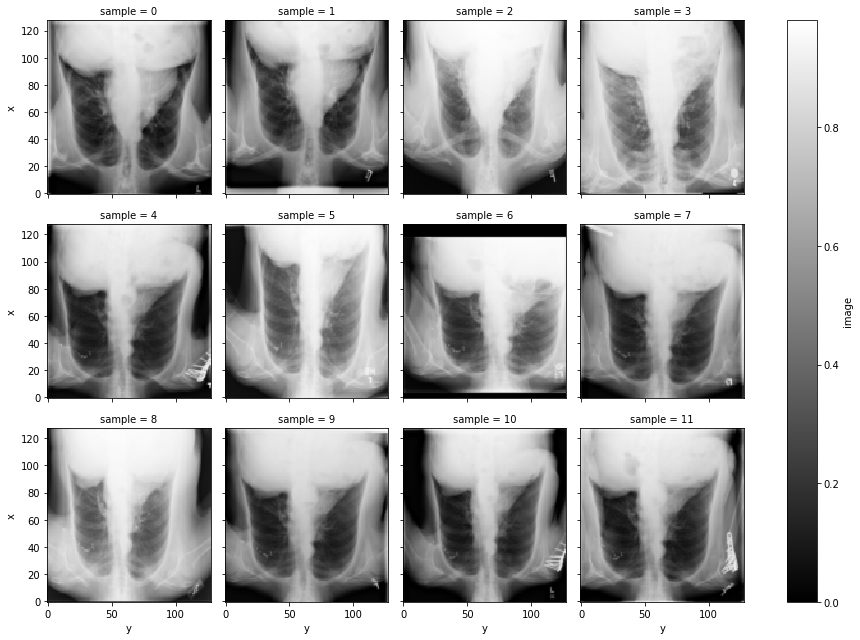 sample = 0
sample = 1
sample = 2
sample = 3
120
100
80
60
40
20
0
x
sample = 4
sample = 5
sample = 6
sample = 7
120
100
80
60
40
20
0
x
sample = 8
sample = 9
sample = 10
sample = 11
120
100
80
60
40
20
0
x
0 50 100
0 50 100
0 50 100
0 50 100
y
y
y
y
0.8
0.6
0.4
0.2
0.0
image